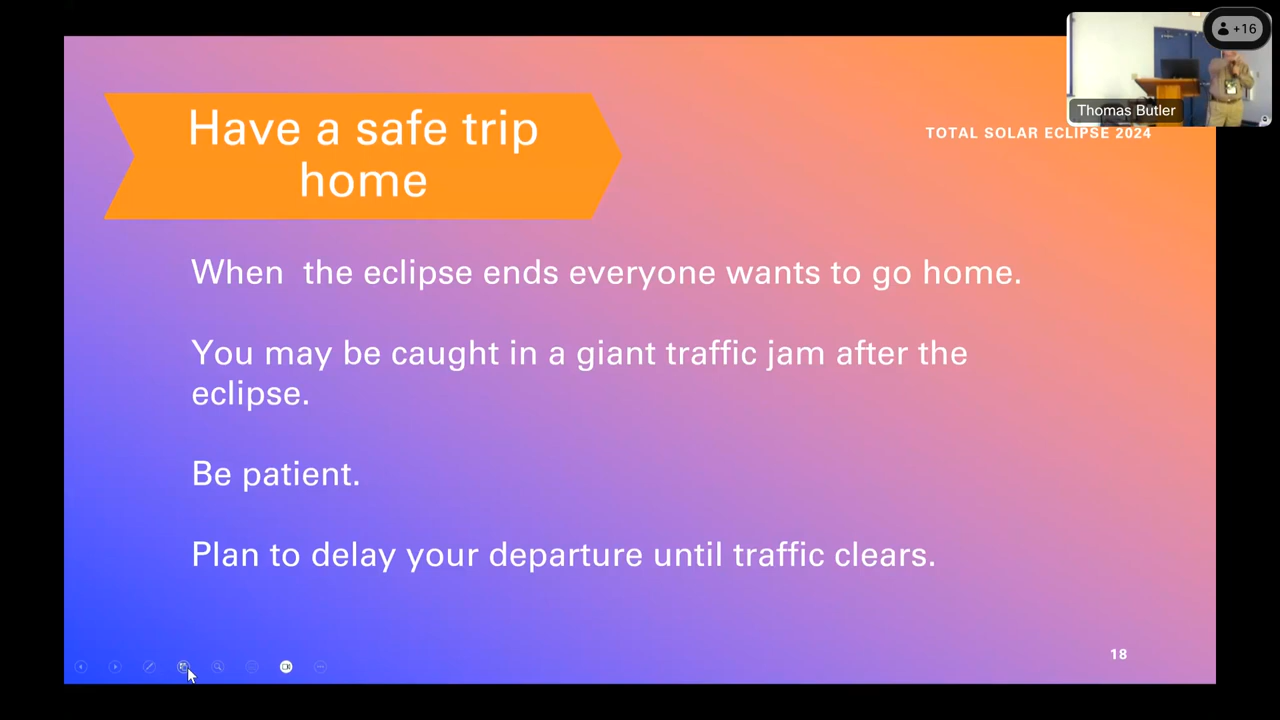 +16
Thomas Butler
TOTAL SOLAR ECLIPSE 2024
Have a safe trip
home
When  the eclipse ends everyone wants to go home.
You may be caught in a giant traffic jam after the
eclipse.
Be patient.
Plan to delay your departure until traffic clears.
18